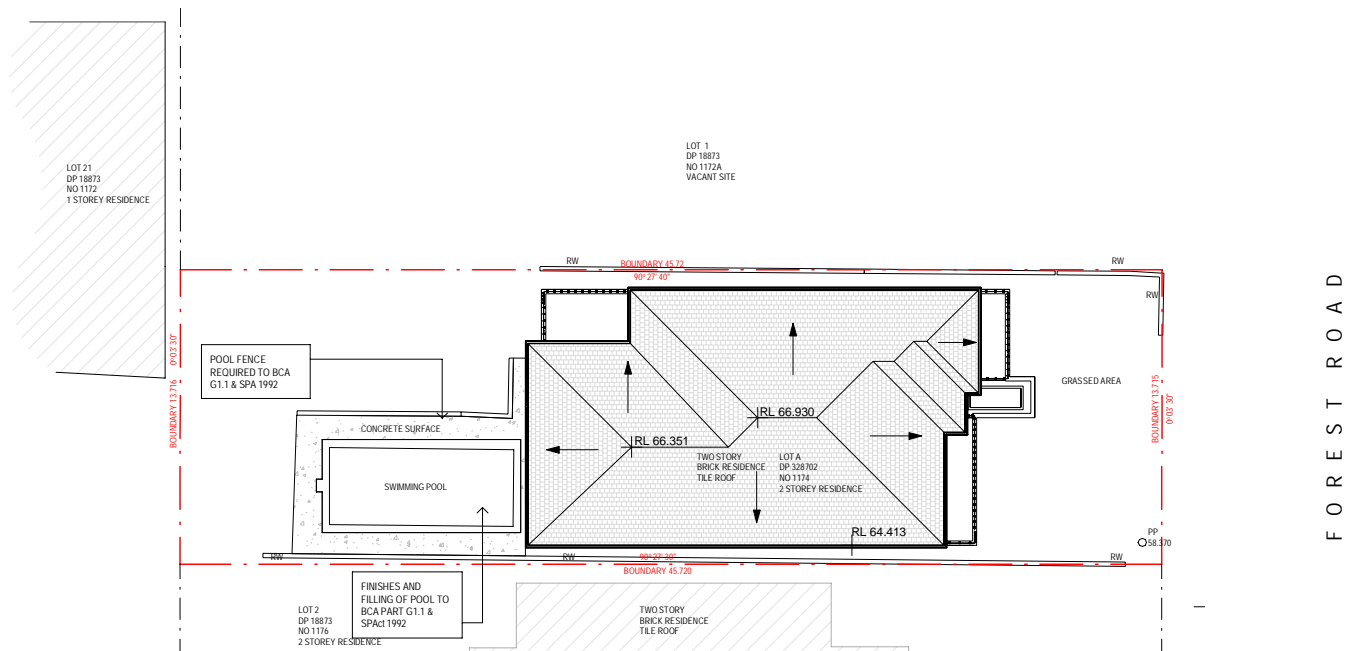 LOT 21
DP 18873
NO 1172
1 STOREY RESIDENCE
LOT 1
DP 18873
NO 1172A
VACANT SITE
RW
BOUNDARY 45.72
90° 27' 40"
RW
RW
BOUNDARY 13.716 0°03'30"
POOL FENCE
REQUIRED TO BCA
G1.1 & SPA 1992
CONCRETE SURFACE
SWIMMING POOL
RL 66.930
RL 66.351
TWO STORY
BRICK RESIDENCE
TILE ROOF
LOT A
DP 328702
NO 1174
2 STOREY RESIDENCE
RL 64.413
GRASSED AREA
BOUNDARY 13.715
0°03'30"
PP
58.370
FOREST ROAD
RW
RW
90° 27' 30"
BOUNDARY 45.720
RW
FINISHES AND
FILLING OF POOL TO
BCA PART G1.1 &
SPAct 1992
LOT 2
DP 18873
NO 1176
2 STOREY RESIDENCE
TWO STORY
BRICK RESIDENCE
TILE ROOF